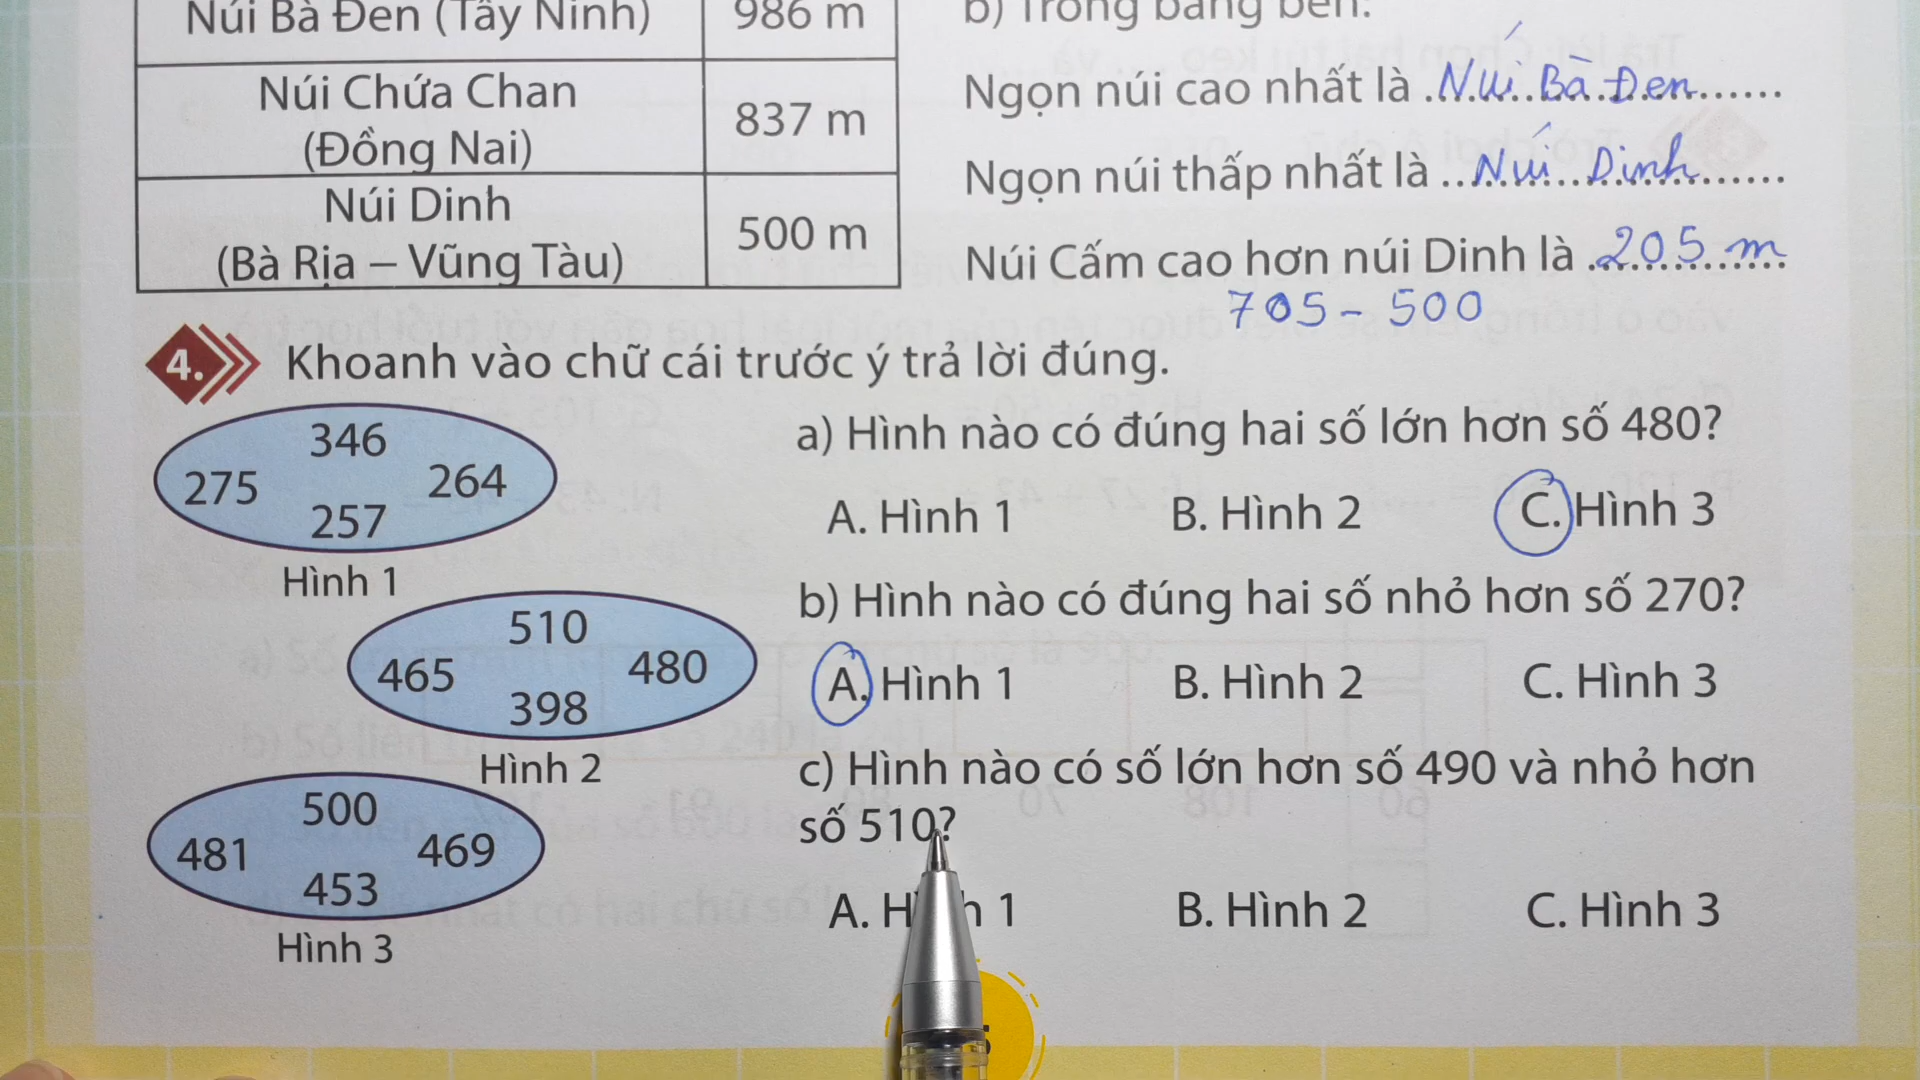 Núi Bà Đen (Tây Ninh) 986 m
Núi Chứa Chan
(Đồng Nai) 837 m
Núi Dinh
(Bà Rịa – Vũng Tàu) 500 m
b) Trong bảng bên:
Ngọn núi cao nhất là Núi Bà Đen
Ngọn núi thấp nhất là Núi Dinh
Núi Cấm cao hơn núi Dinh là 205 m
705 - 500
4. Khoanh vào chữ cái trước ý trả lời đúng.
346
275 264
257
Hình 1
510
465 480
398
Hình 2
500
481 469
453
Hình 3
a) Hình nào có đúng hai số lớn hơn số 480?
A. Hình 1 B. Hình 2 C. Hình 3
b) Hình nào có đúng hai số nhỏ hơn số 270?
A. Hình 1 B. Hình 2 C. Hình 3
c) Hình nào có số lớn hơn số 490 và nhỏ hơn
số 510?
A. 1 B. Hình 2 C. Hình 3